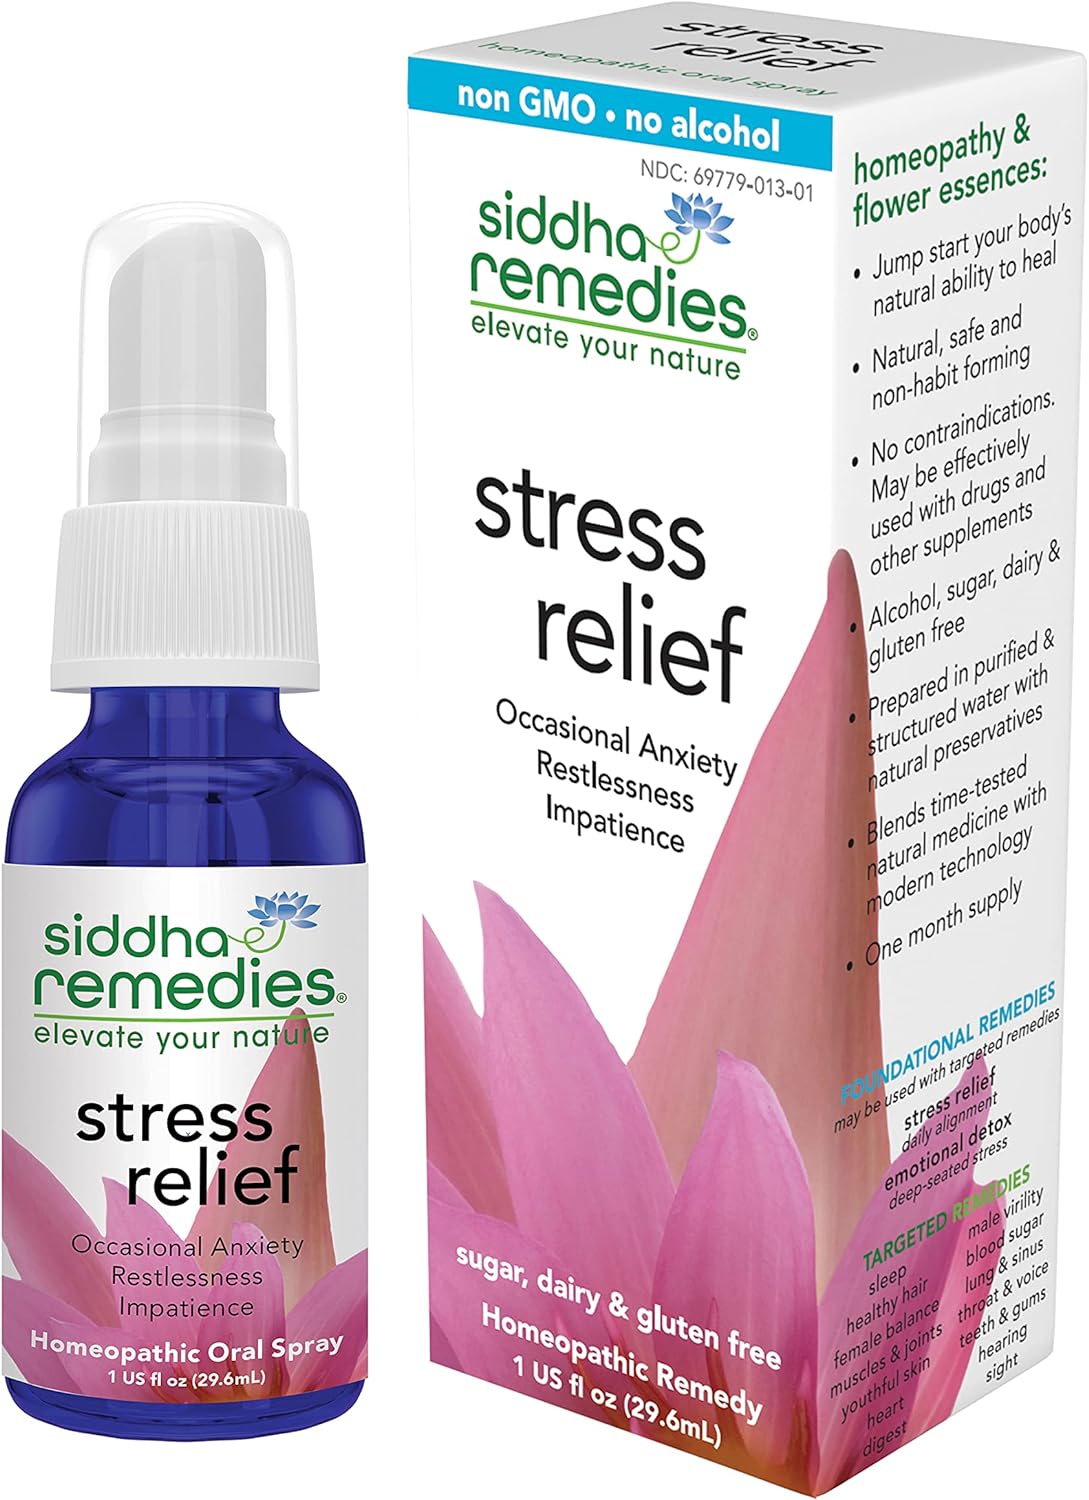 siddha
remedies®
elevate your nature
stress
relief
Occasional Anxiety
Restlessness
Impatience
Homeopathic Oral Spray
1 US fl oz (29.6mL)
stress
relief
homeopathic oral spray
non GMO • no alcohol
NDC: 69779-013-01
siddha
remedies®
elevate your nature
stress
relief
Occasional Anxiety
Restlessness
Impatience
sugar, dairy & gluten free
Homeopathic Remedy
1 US fl oz (29.6mL)
homeopathy &
flower essences:
• Jump start your body's
natural ability to heal
• Natural, safe and
non-habit forming
• No contraindications.
May be effectively
used with drugs and
other supplements
• Alcohol, sugar, dairy &
gluten free
• Prepared in purified &
structured water with
natural preservatives
• Blends time-tested
natural medicine with
modern technology
• One month supply
FOUNDATIONAL REMEDIES
may be used with targeted remedies
stress relief
daily alignment
emotional detox
deep-seated stress
TARGETED REMEDIES
sleep
healthy hair
female balance
muscles & joints
youthful skin
heart
digest
male virility
blood sugar
lung & sinus
throat & voice
teeth & gums
hearing
sight